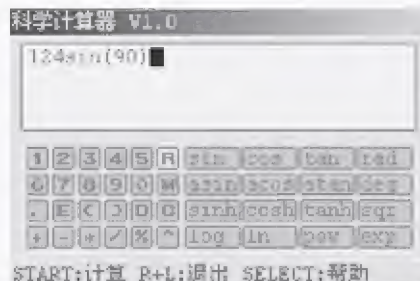 科学计算器 V1.0
124sin(90)
1 2 3 4 5 R sin cos tan rad
6 7 8 9 0 M asin acos atan deg
. E ( ) D C sinh cosh tanh sqr
+ - * / % ^ log ln pow exp
START:计算 R+L:退出 SELECT:帮助